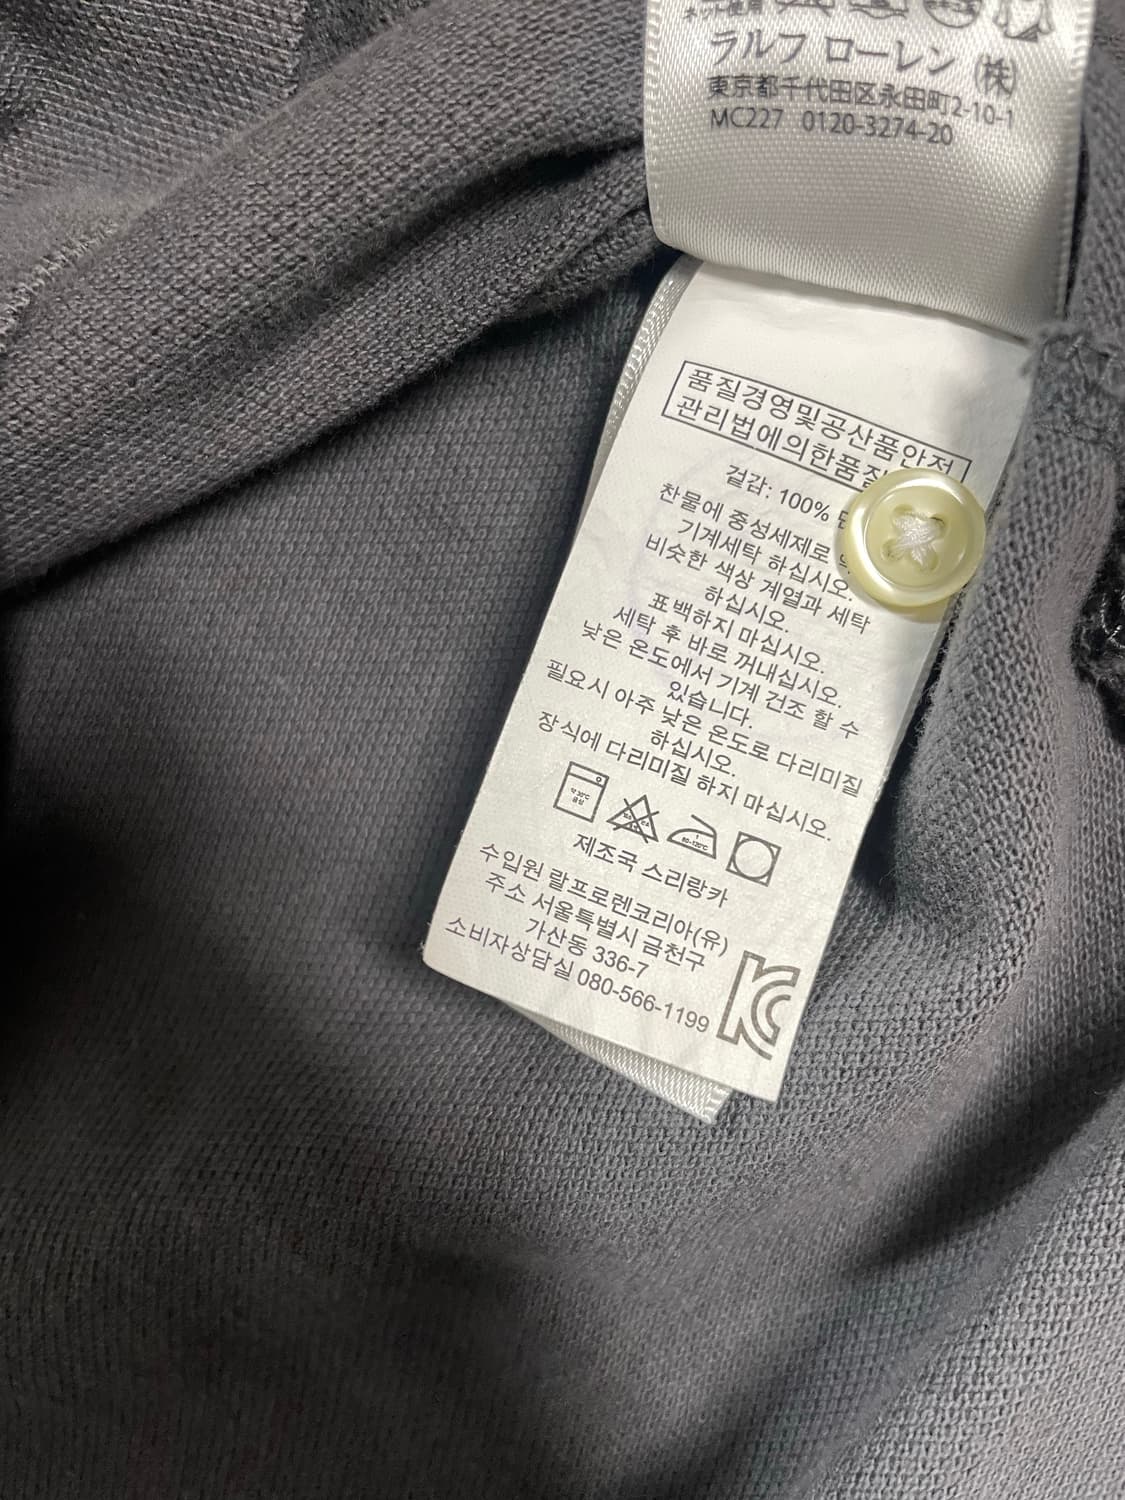 ラルフ ローレン (株)
東京都千代田区永田町2-10-1
MC227 0120-3274-20
품질경영및공산품안전
관리법에의한품질
겉감: 100%
찬물에 중성세제로
기계세탁 하십시오.
비슷한 색상 계열과 세탁
하십시오.
표백하지 마십시오.
세탁 후 바로 꺼내십시오.
낮은 온도에서 기계 건조 할 수
있습니다.
필요시 아주 낮은 온도로 다리미질
하십시오.
장식에 다리미질 하지 마십시오.
제조국 스리랑카
수입원 랄프로렌코리아(유)
주소 서울특별시 금천구
가산동 336-7
소비자상담실 080-566-1199